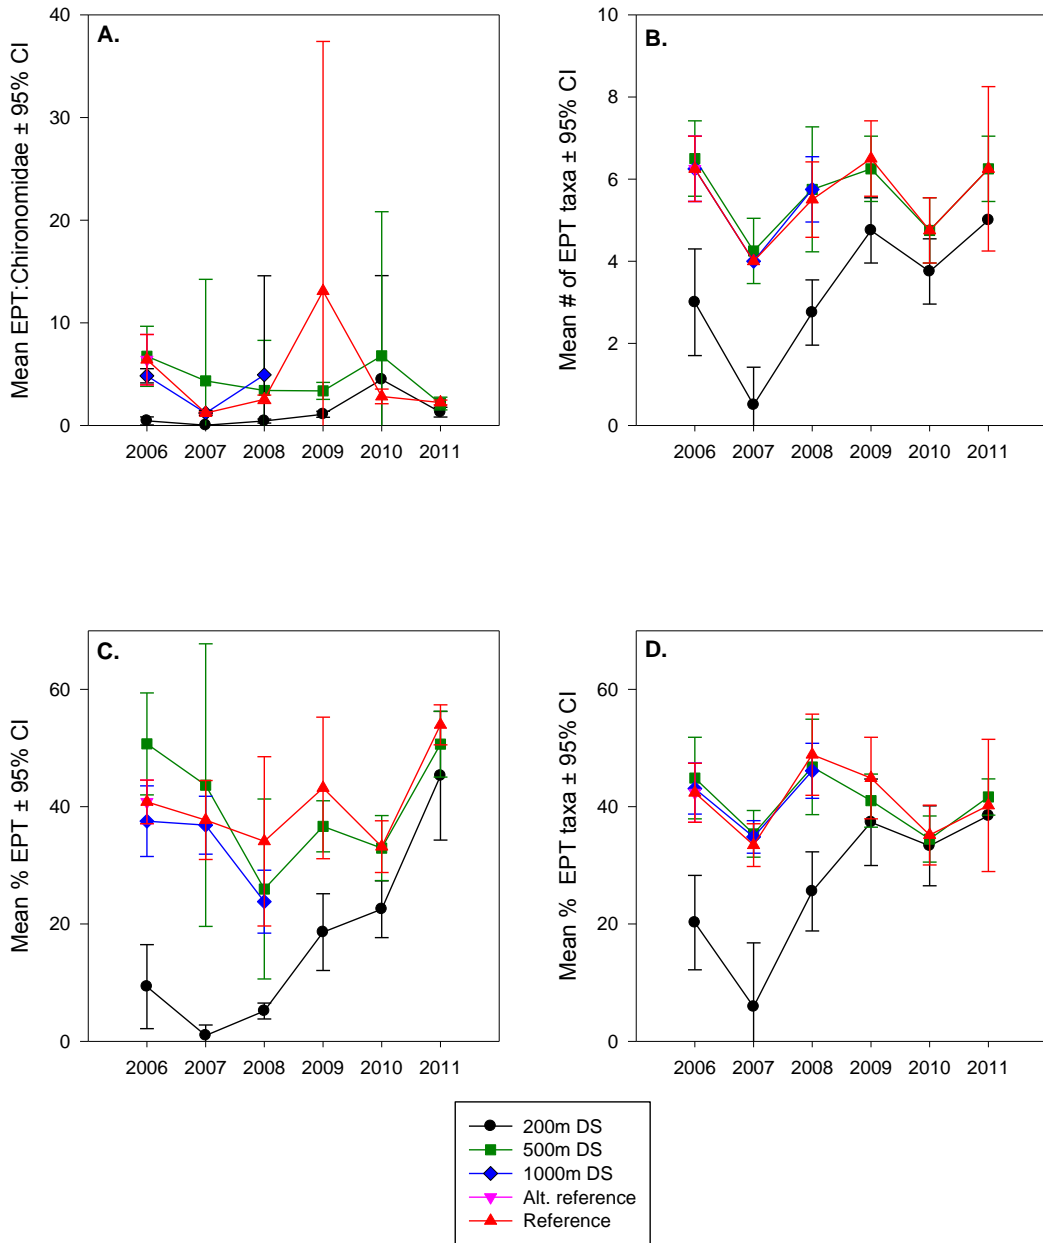 A.
Mean EPT:Chironomidae ± 95% CI
40
30
20
10
0
2006 2007 2008 2009 2010 2011
B.
Mean # of EPT taxa ± 95% CI
10
8
6
4
2
0
2006 2007 2008 2009 2010 2011
C.
Mean % EPT ± 95% CI
60
40
20
0
2006 2007 2008 2009 2010 2011
D.
Mean % EPT taxa ± 95% CI
60
40
20
0
2006 2007 2008 2009 2010 2011
200m DS
500m DS
1000m DS
Alt. reference
Reference